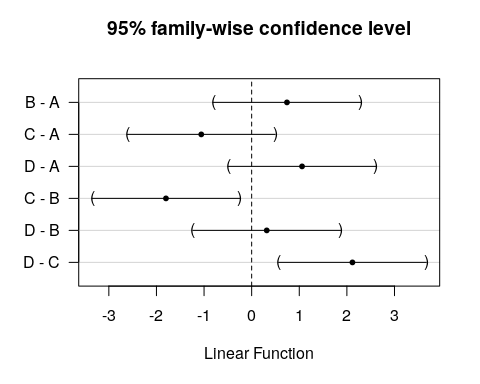 95% family-wise confidence level
B - A
C - A
D - A
C - B
D - B
D - C
-3 -2 -1 0 1 2 3
Linear Function